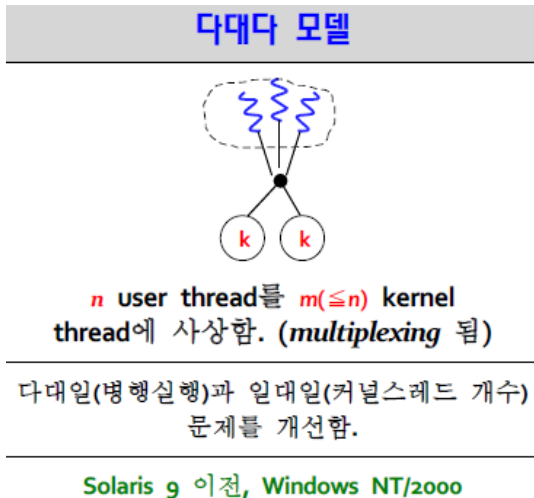 다대다 모델
k k
n user thread를 m(≦n) kernel
thread에 사상함. (multiplexing 됨)
다대일(병행실행)과 일대일(커널스레드 개수)
문제를 개선함.
Solaris 9 이전, Windows NT/2000